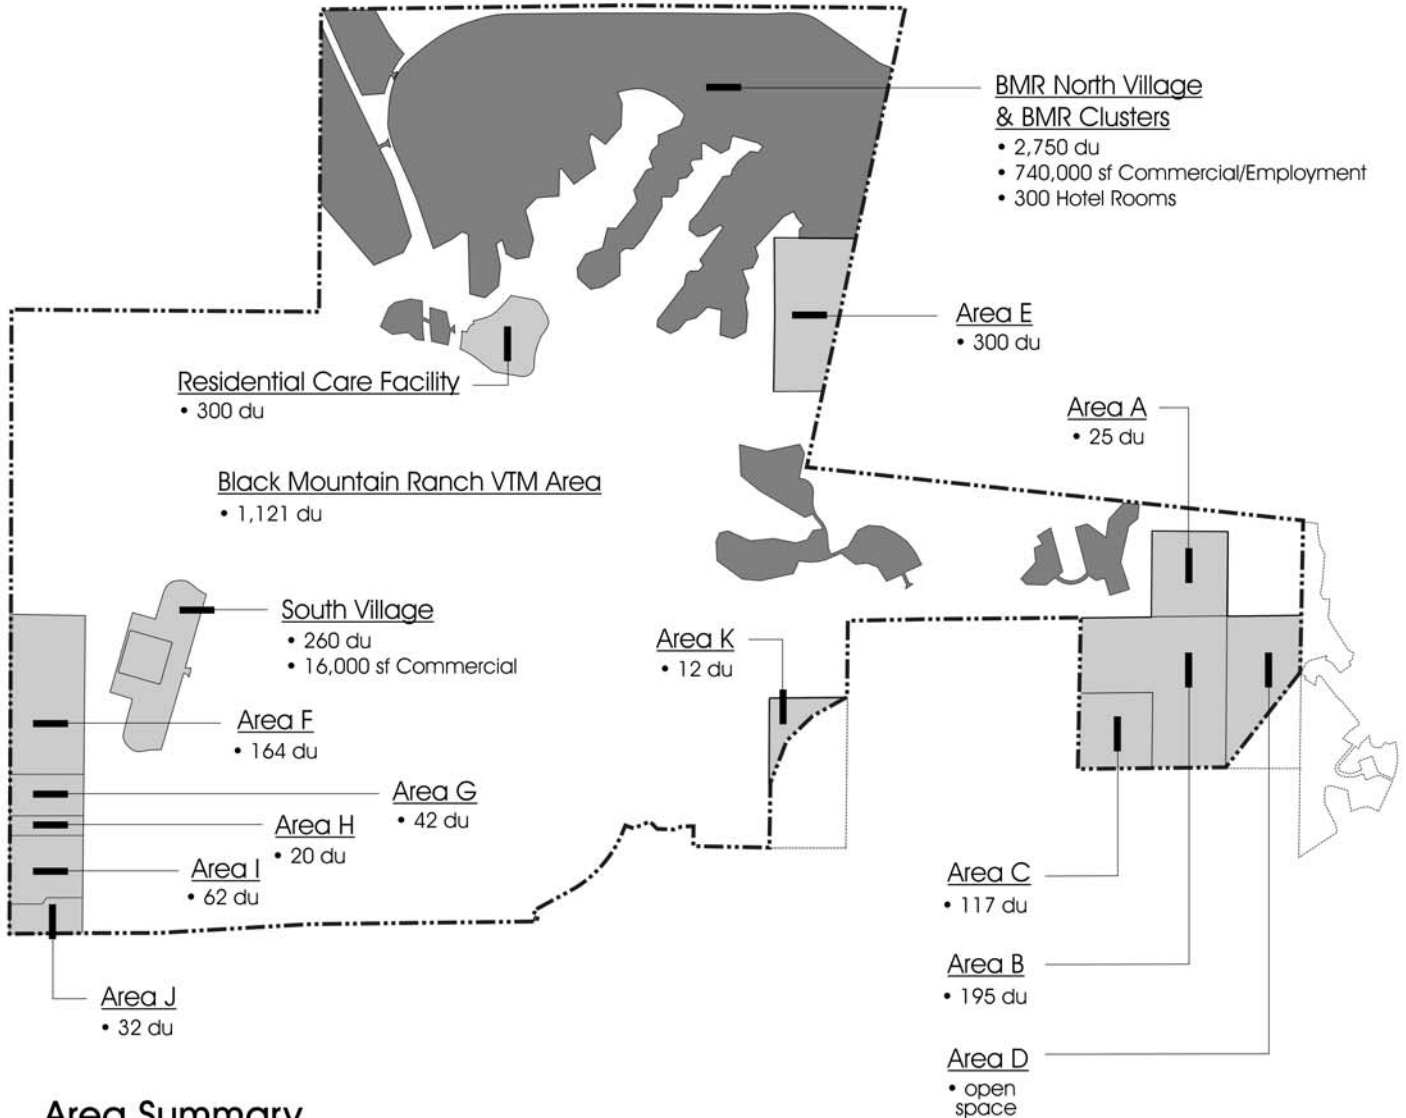 BMR North Village
& BMR Clusters
• 2,750 du
• 740,000 sf Commercial/Employment
• 300 Hotel Rooms
Area E
• 300 du
Residential Care Facility
• 300 du
Area A
• 25 du
Black Mountain Ranch VTM Area
• 1,121 du
South Village
• 260 du
• 16,000 sf Commercial
Area K
• 12 du
Area F
• 164 du
Area G
• 42 du
Area H
• 20 du
Area I
• 62 du
Area C
• 117 du
Area B
• 195 du
Area J
• 32 du
Area D
• open
space
Area Summary